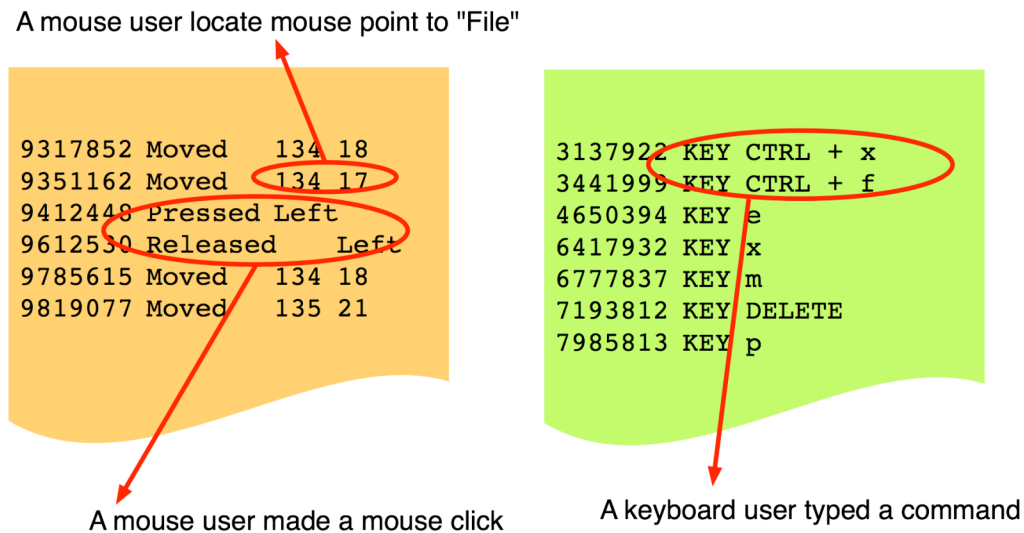 A mouse user locate mouse point to "File"
9317852 Moved 134 18
9351162 Moved 134 17
9412448 Pressed Left
9612530 Released Left
9785615 Moved 134 18
9819077 Moved 135 21
A mouse user made a mouse click
3137922 KEY CTRL + x
3441999 KEY CTRL + f
4650394 KEY e
6417932 KEY x
6777837 KEY m
7193812 KEY DELETE
7985813 KEY p
A keyboard user typed a command